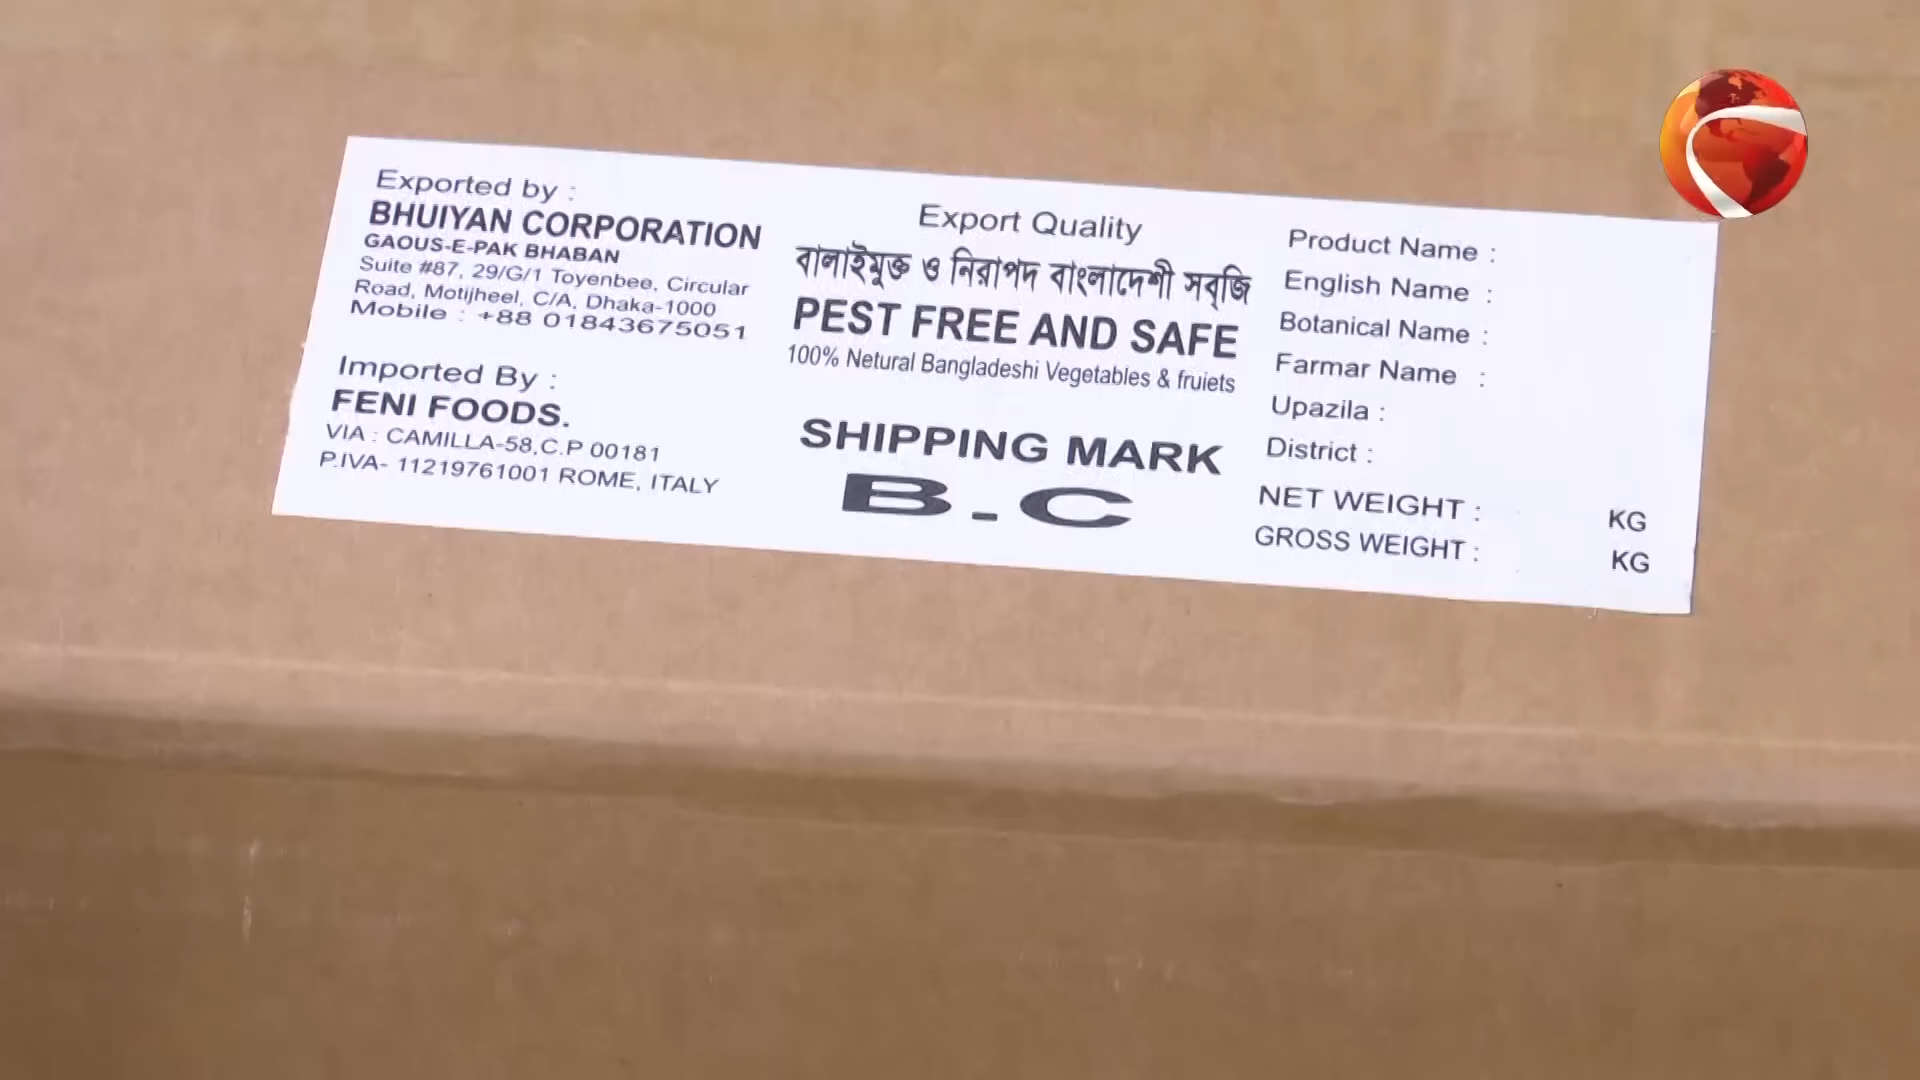 Exported by :
BHUIYAN CORPORATION
GAOUS-E-PAK BHABAN
Suite #87, 29/G/1 Toyenbee, Circular
Road, Motijheel, C/A, Dhaka-1000
Mobile : +88 01843675051
Imported By :
FENI FOODS.
VIA : CAMILLA-58,C.P 00181
P.IVA- 11219761001 ROME, ITALY
Export Quality
বালাইমুক্ত ও নিরাপদ বাংলাদেশী সবৃজি
PEST FREE AND SAFE
100% Netural Bangladeshi Vegetables & fruiets
SHIPPING MARK
B.C
Product Name :
English Name :
Botanical Name :
Farmar Name :
Upazila :
District :
NET WEIGHT : KG
GROSS WEIGHT : KG